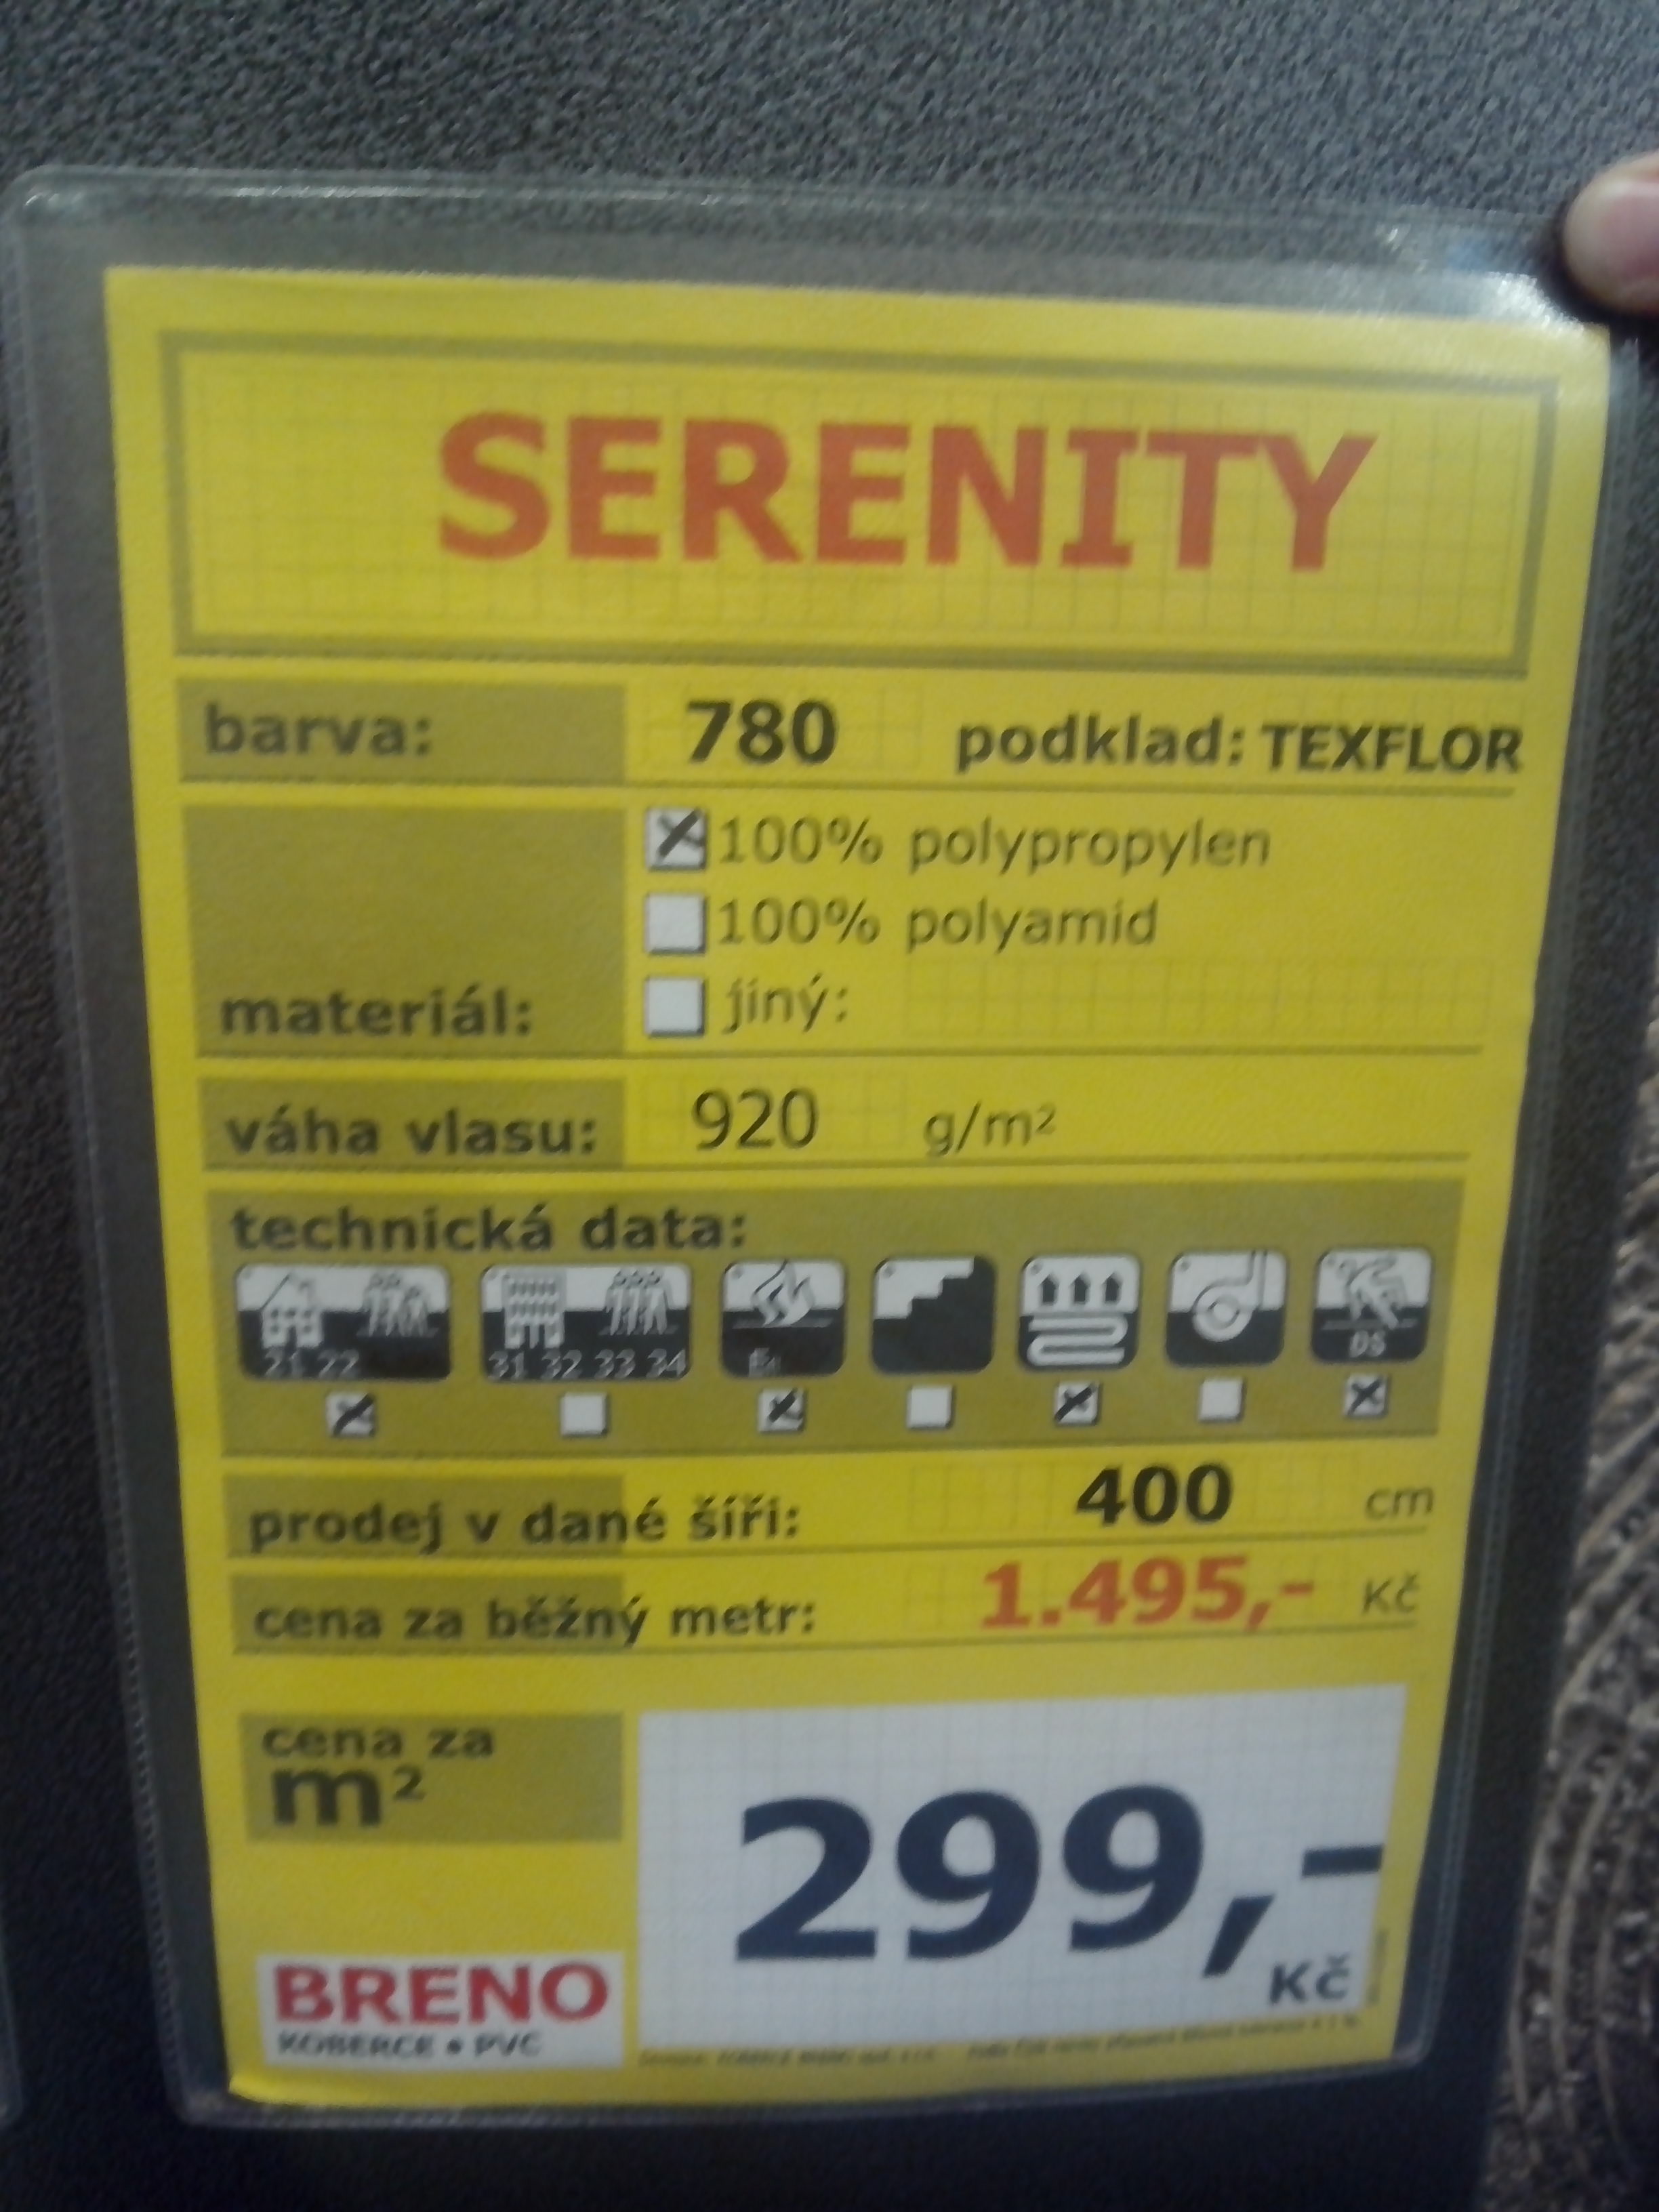 SERENITY
barva: 780 podklad: TEXFLOR
100% polypropylen
100% polyamid
materiál: jiný:
váha vlasu: 920 g/m²
technická data:
21 22 31 32 33 34 DS
prodej v dané šíři: 400 cm
cena za běžný metr: 1.495,- Kč
cena za
m²
299,-
Kč
BRENO
KOBERCE • PVC